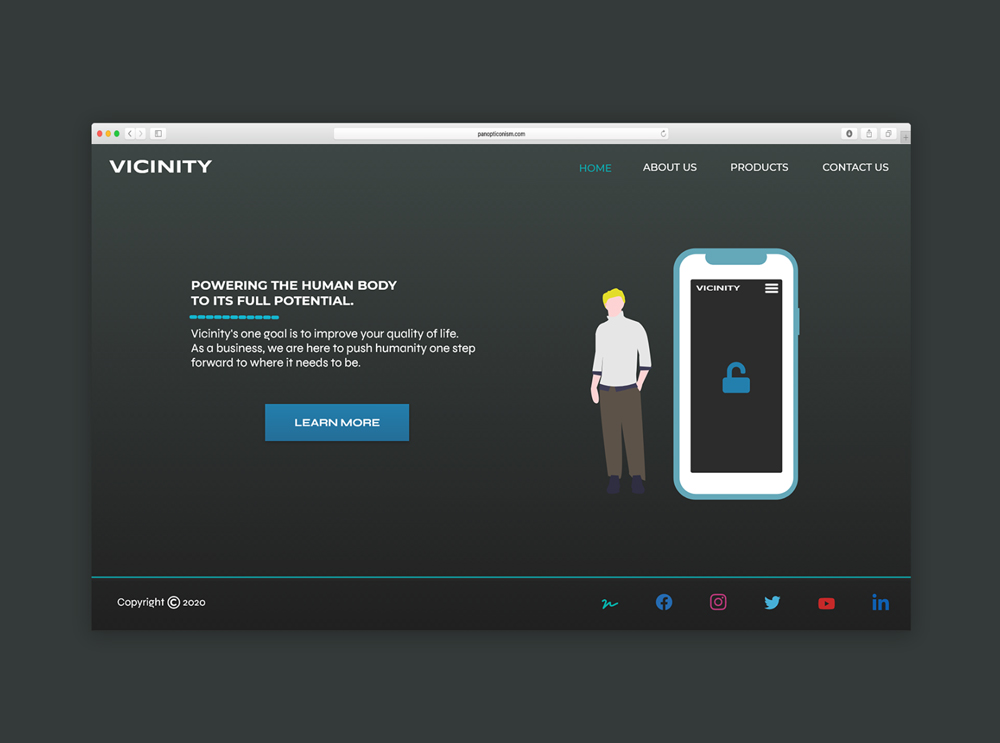 panopticonism.com
VICINITY
HOME ABOUT US PRODUCTS CONTACT US
POWERING THE HUMAN BODY
TO ITS FULL POTENTIAL.
Vicinity's one goal is to improve your quality of life.
As a business, we are here to push humanity one step
forward to where it needs to be.
LEARN MORE
VICINITY
Copyright © 2020
in